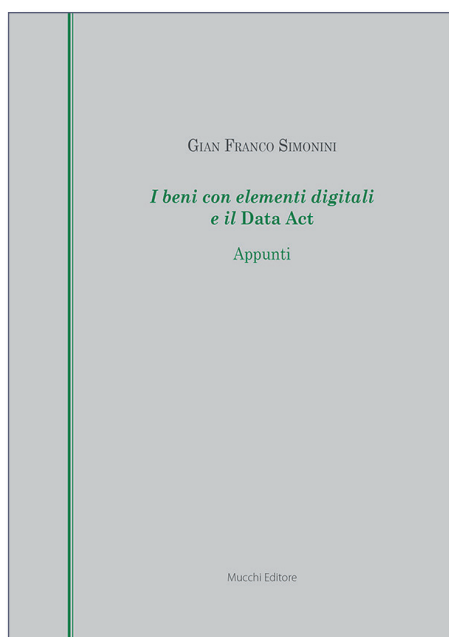 Gian Franco Simonini
I beni con elementi digitali
e il Data Act
Appunti
Mucchi Editore